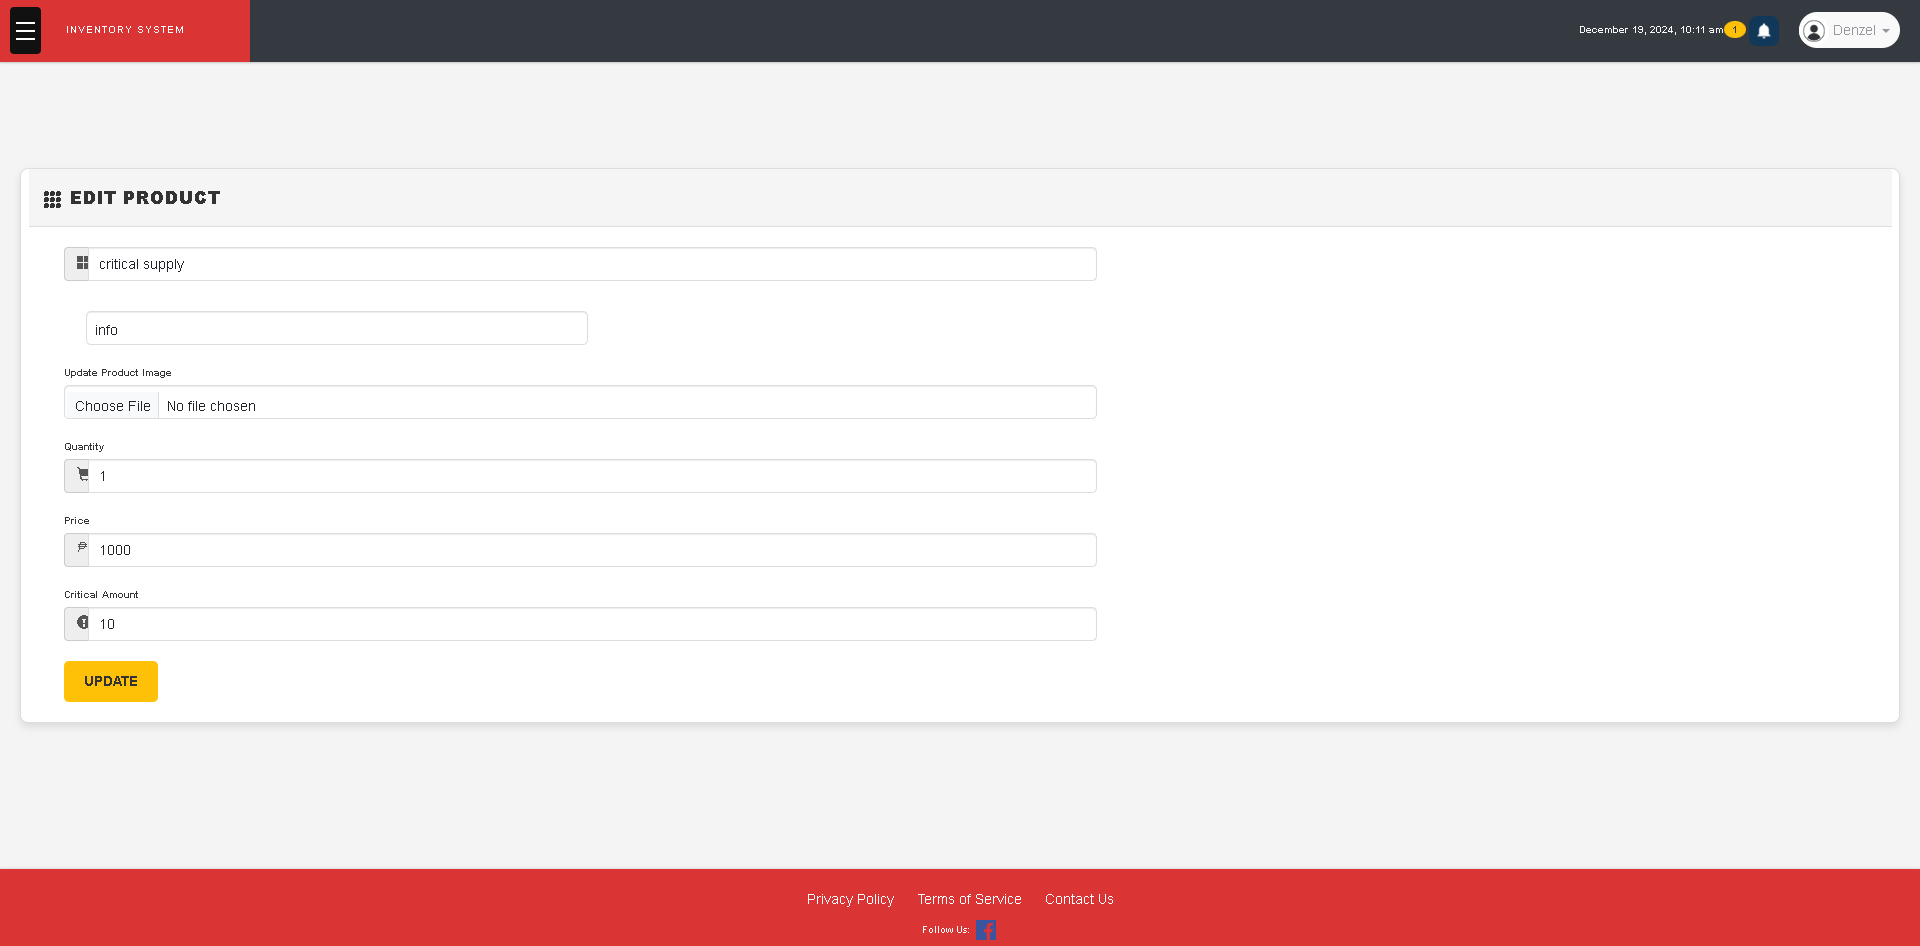 INVENTORY SYSTEM
December 19, 2024, 10:11 am 1
Denzel
EDIT PRODUCT
critical supply
info
Update Product Image
Choose File No file chosen
Quantity
1
Price
₱ 1000
Critical Amount
10
UPDATE
Privacy Policy Terms of Service Contact Us
Follow Us: